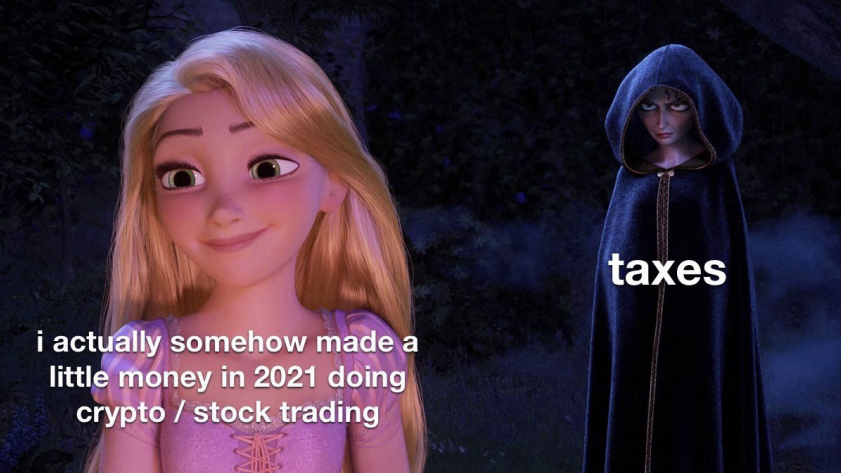 i actually somehow made a
little money in 2021 doing
crypto / stock trading
taxes